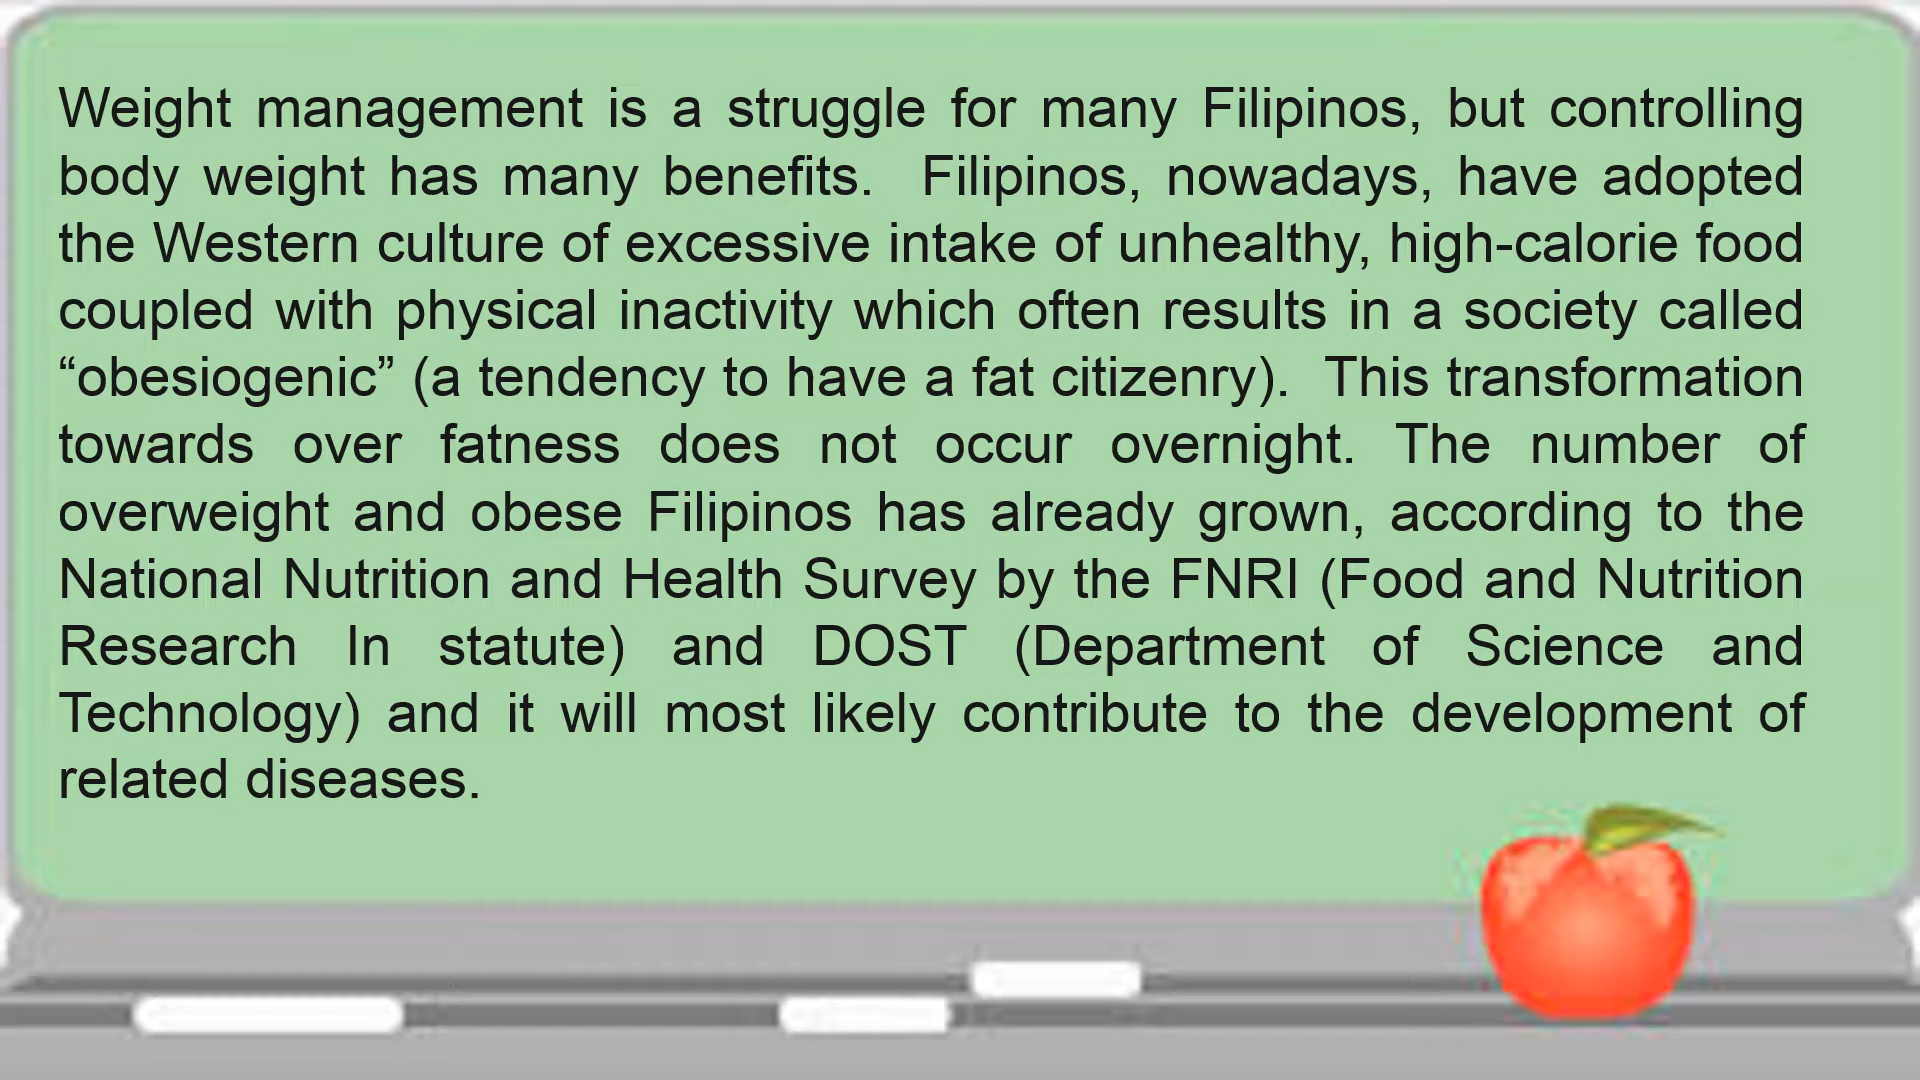 Weight management is a struggle for many Filipinos, but controlling
body weight has many benefits.  Filipinos, nowadays, have adopted
the Western culture of excessive intake of unhealthy, high-calorie food
coupled with physical inactivity which often results in a society called
“obesiogenic” (a tendency to have a fat citizenry).  This transformation
towards over fatness does not occur overnight. The number of
overweight and obese Filipinos has already grown, according to the
National Nutrition and Health Survey by the FNRI (Food and Nutrition
Research In statute) and DOST (Department of Science and
Technology) and it will most likely contribute to the development of
related diseases.